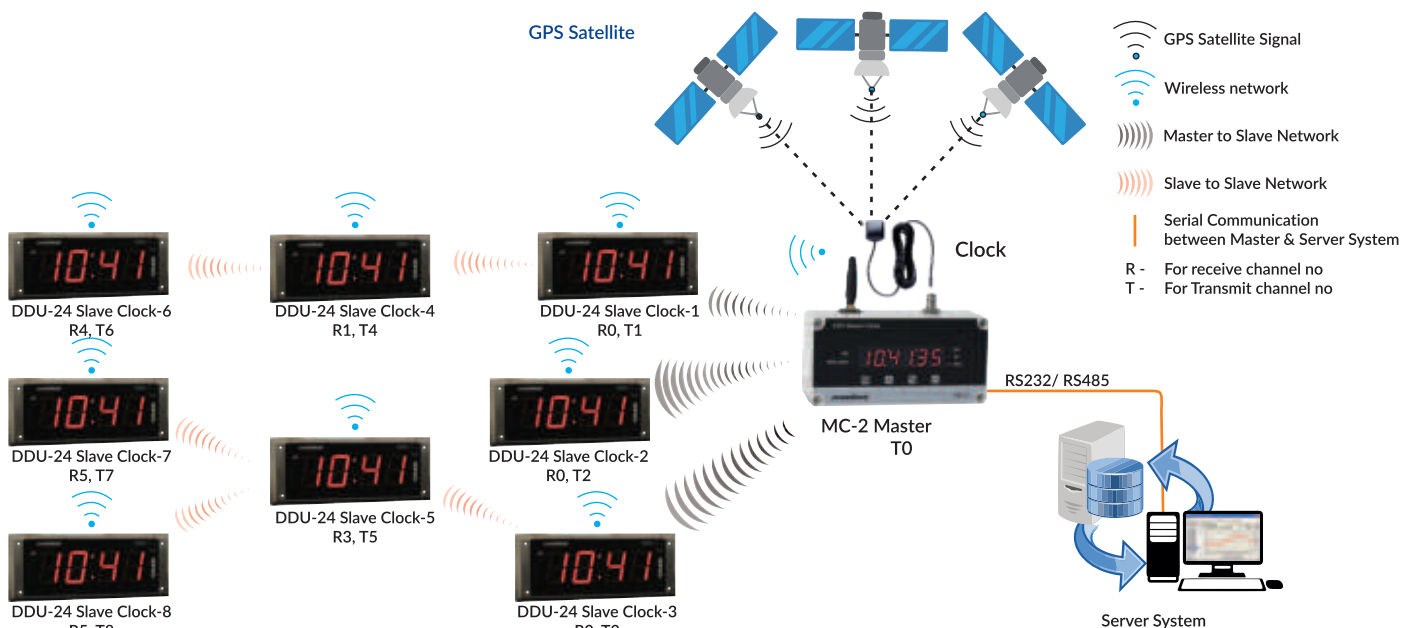 GPS Satellite
GPS Satellite Signal
Wireless network
Master to Slave Network
Slave to Slave Network
Serial Communication
between Master & Server System
R - For receive channel no
T - For Transmit channel no
Clock
10:41
DDU-24 Slave Clock-6
R4, T6
10:41
DDU-24 Slave Clock-4
R1, T4
10:41
DDU-24 Slave Clock-1
R0, T1
10:41
DDU-24 Slave Clock-7
R5, T7
10:41
DDU-24 Slave Clock-5
R3, T5
10:41
DDU-24 Slave Clock-2
R0, T2
10.41.35
MC-2 Master
T0
RS232/ RS485
10:41
DDU-24 Slave Clock-8
10:41
DDU-24 Slave Clock-3
Server System